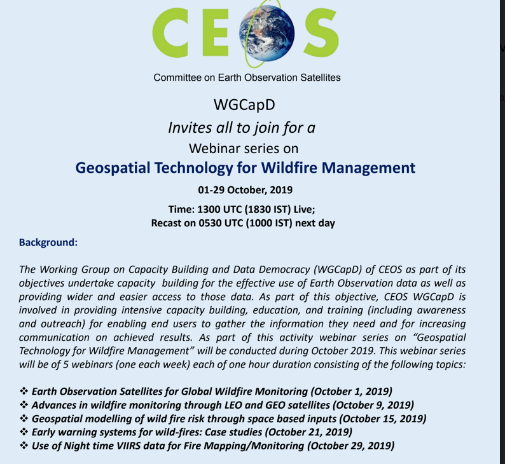 CEOS
Committee on Earth Observation Satellites
WGCapD
Invites all to join for a
Webinar series on
Geospatial Technology for Wildfire Management
01-29 October, 2019
Time: 1300 UTC (1830 IST) Live;
Recast on 0530 UTC (1000 IST) next day
Background:
The Working Group on Capacity Building and Data Democracy (WGCapD) of CEOS as part of its
objectives undertake capacity building for the effective use of Earth Observation data as well as
providing wider and easier access to those data. As part of this objective, CEOS WGCapD is
involved in providing intensive capacity building, education, and training (including awareness
and outreach) for enabling end users to gather the information they need and for increasing
communication on achieved results. As part of this activity webinar series on “Geospatial
Technology for Wildfire Management” will be conducted during October 2019. This webinar series
will be of 5 webinars (one each week) each of one hour duration consisting of the following topics:
❖ Earth Observation Satellites for Global Wildfire Monitoring (October 1, 2019)
❖ Advances in wildfire monitoring through LEO and GEO satellites (October 9, 2019)
❖ Geospatial modelling of wild fire risk through space based inputs (October 15, 2019)
❖ Early warning systems for wild-fires: Case studies (October 21, 2019)
❖ Use of Night time VIIRS data for Fire Mapping/Monitoring (October 29, 2019)